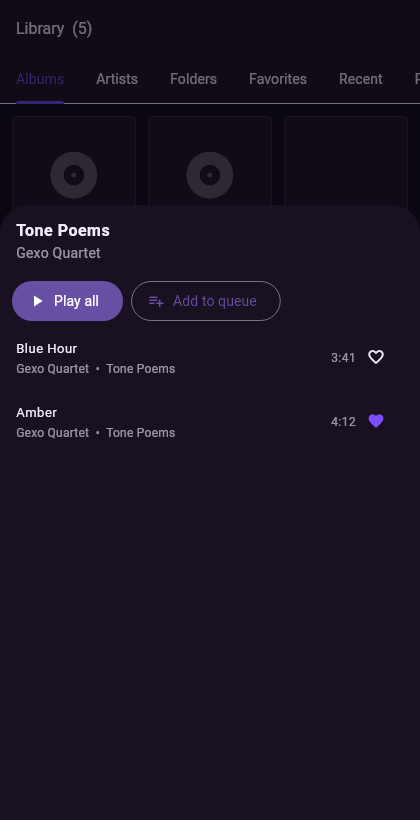 Library (5)
Albums Artists Folders Favorites Recent
Tone Poems
Gexo Quartet
Play all Add to queue
Blue Hour
Gexo Quartet • Tone Poems
3:41
Amber
Gexo Quartet • Tone Poems
4:12